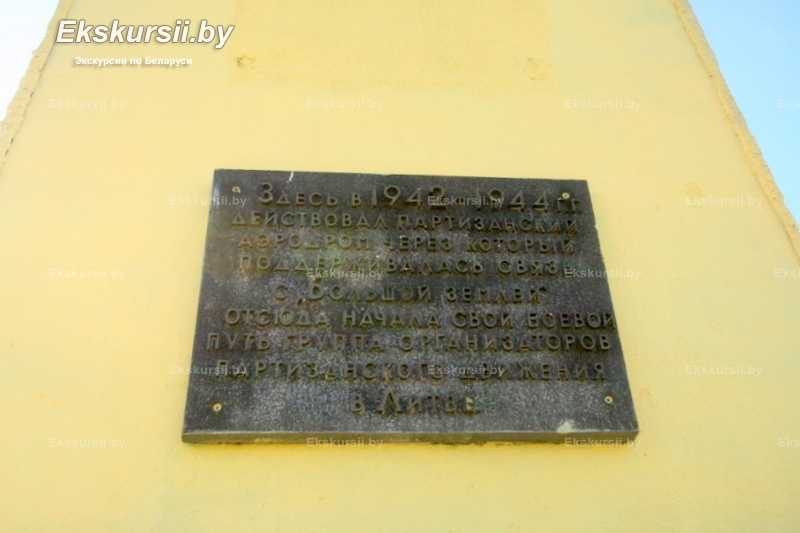 Ekskursii.by
Экскурсии по Беларуси
Здесь в 1942-1944 гг.
действовал партизанский
аэродром через который
поддерживалась связь
с „Большой землей"
отсюда начала свой боевой
путь группа организаторов
партизанского движения
в Литве